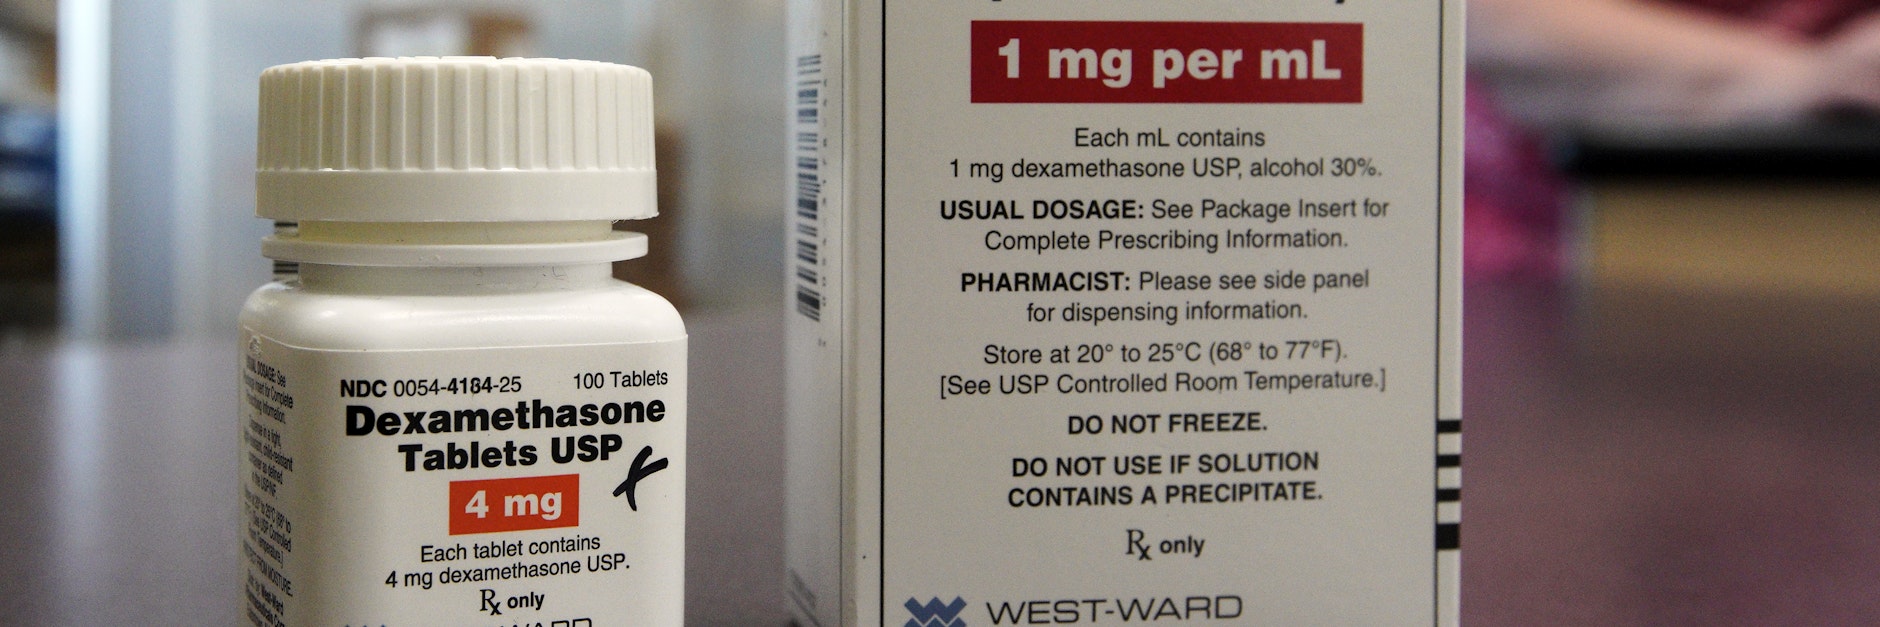 NDC 0054-4184-25 100 Tablets
Dexamethasone
Tablets USP
4 mg
Each tablet contains
4 mg dexamethasone USP.
Rx only
1 mg per mL
Each mL contains
1 mg dexamethasone USP, alcohol 30%.
USUAL DOSAGE: See Package Insert for
Complete Prescribing Information.
PHARMACIST: Please see side panel
for dispensing information.
Store at 20° to 25°C (68° to 77°F).
[See USP Controlled Room Temperature.]
DO NOT FREEZE.
DO NOT USE IF SOLUTION
CONTAINS A PRECIPITATE.
Rx only
WEST-WARD